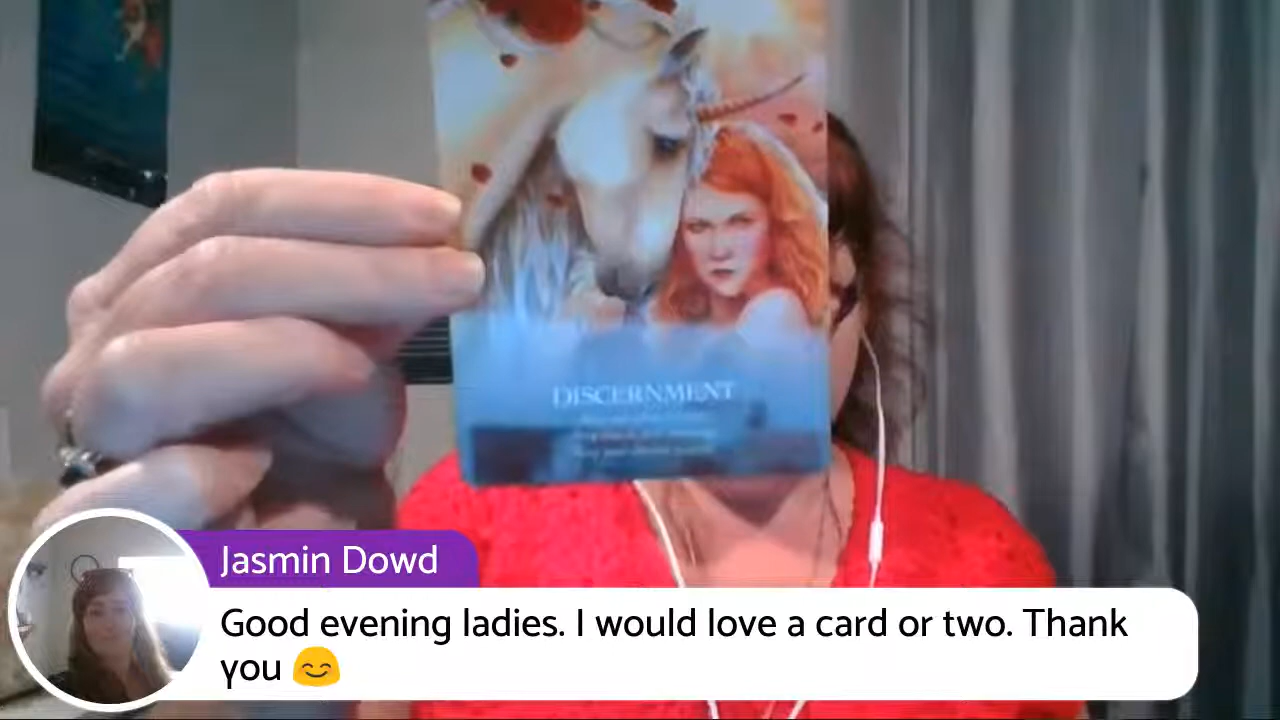 DISCERNMENT
Jasmin Dowd
Good evening ladies. I would love a card or two. Thank
you 😊